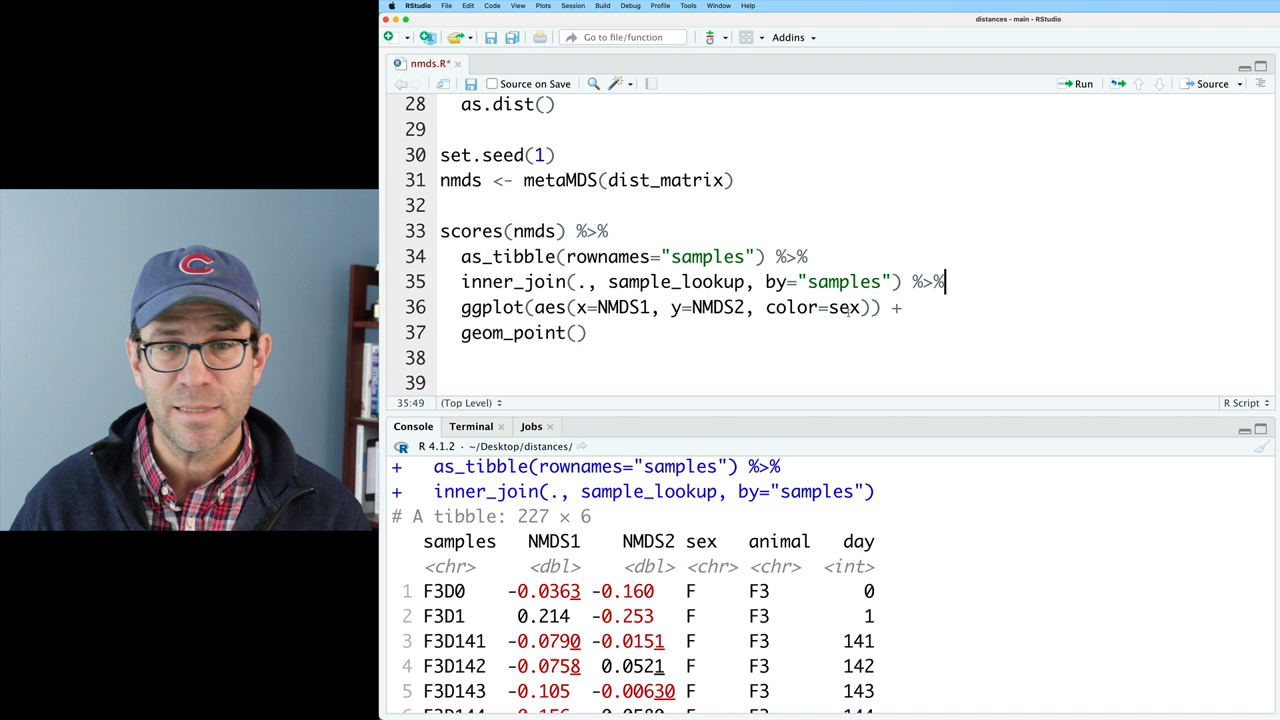 RStudio File Edit Code View Plots Session Build Debug Profile Tools Window Help
distances - main - RStudio
Go to file/function Addins
nmds.R*
Source on Save Run Source
28 as.dist()
29
30 set.seed(1)
31 nmds <- metaMDS(dist_matrix)
32
33 scores(nmds) %>%
34 as_tibble(rownames="samples") %>%
35 inner_join(., sample_lookup, by="samples") %>%
36 ggplot(aes(x=NMDS1, y=NMDS2, color=sex)) +
37 geom_point()
38
39
35:49 (Top Level) R Script
Console Terminal Jobs
R 4.1.2 · ~/Desktop/distances/
+ as_tibble(rownames="samples") %>%
+ inner_join(., sample_lookup, by="samples")
# A tibble: 227 × 6
samples NMDS1 NMDS2 sex animal day
<chr> <dbl> <dbl> <chr> <chr> <int>
1 F3D0 -0.0363 -0.160 F F3 0
2 F3D1 0.214 -0.253 F F3 1
3 F3D141 -0.0790 -0.0151 F F3 141
4 F3D142 -0.0758 0.0521 F F3 142
5 F3D143 -0.105 -0.00630 F F3 143
C